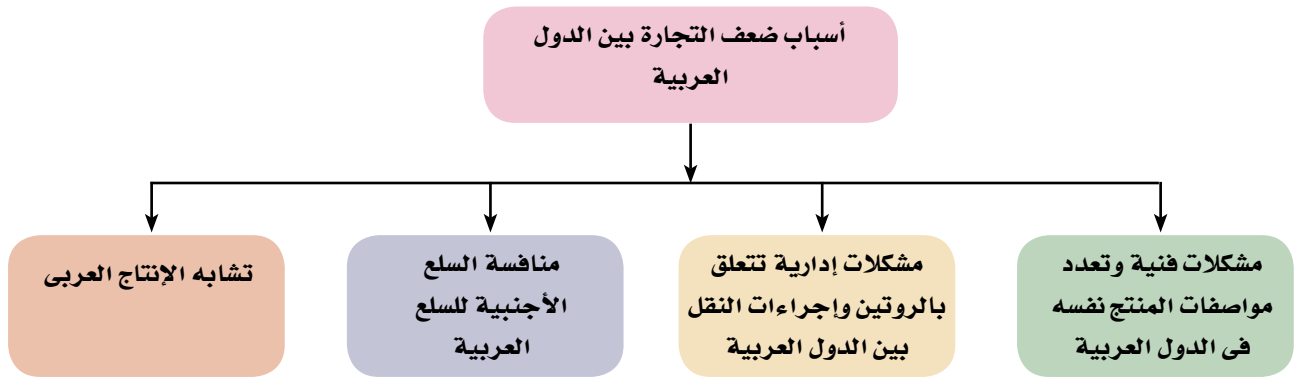 أسباب ضعف التجارة بين الدول
العربية
مشكلات فنية وتعدد
مواصفات المنتج نفسه
فى الدول العربية
مشكلات إدارية تتعلق
بالروتين وإجراءات النقل
بين الدول العربية
منافسة السلع
الأجنبية للسلع
العربية
تشابه الإنتاج العربى